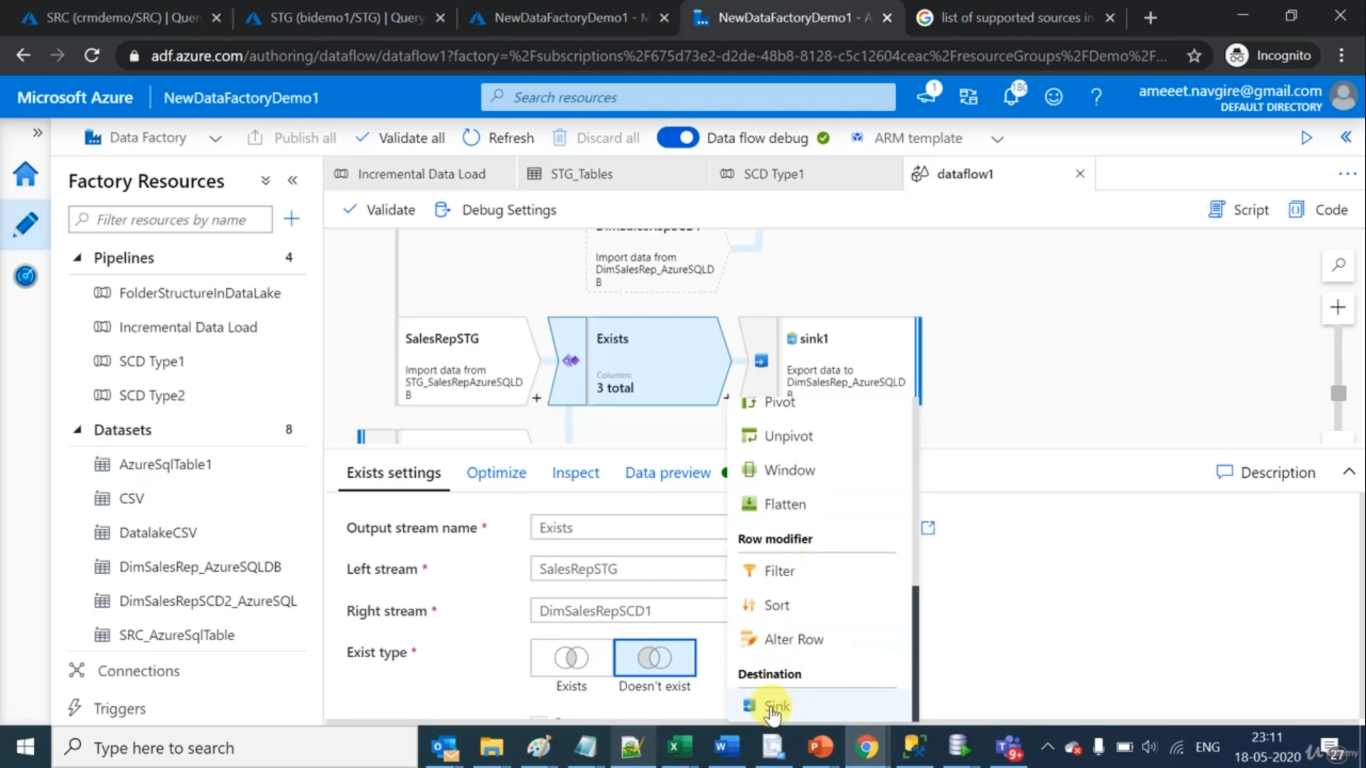 SRC (crmdemo/SRC) | Quer
STG (bidemo1/STG) | Query
NewDataFactoryDemo1 - M
NewDataFactoryDemo1 - A
list of supported sources in
adf.azure.com/authoring/dataflow/dataflow1?factory=%2Fsubscriptions%2F675d73e2-d2de-48b8-8128-c5c12604ceac%2FresourceGroups%2FDemo%2F...
Incognito
Microsoft Azure
NewDataFactoryDemo1
Search resources
1
180
ameeet.navgire@gmail.com
DEFAULT DIRECTORY
Data Factory
Publish all
Validate all
Refresh
Discard all
Data flow debug
ARM template
Factory Resources
Incremental Data Load
STG_Tables
SCD Type1
dataflow1
Filter resources by name
Validate
Debug Settings
Script
Code
Pipelines 4
FolderStructureInDataLake
Incremental Data Load
SCD Type1
SCD Type2
Datasets 8
AzureSqlTable1
CSV
DatalakeCSV
DimSalesRep_AzureSQLDB
DimSalesRepSCD2_AzureSQL
SRC_AzureSqlTable
Connections
Triggers
DimSalesRepSCD1
Import data from
DimSalesRep_AzureSQLD
B
SalesRepSTG
Import data from
STG_SalesRepAzureSQLD
B
Exists
Columns:
3 total
sink1
Export data to
DimSalesRep_AzureSQLD
Exists settings
Optimize
Inspect
Data preview
Description
Output stream name *
Exists
Left stream *
SalesRepSTG
Right stream *
DimSalesRepSCD1
Exist type *
Exists
Doesn't exist
Pivot
Unpivot
Window
Flatten
Row modifier
Filter
Sort
Alter Row
Destination
Sink
Type here to search
9+
ENG
23:11
18-05-2020
27